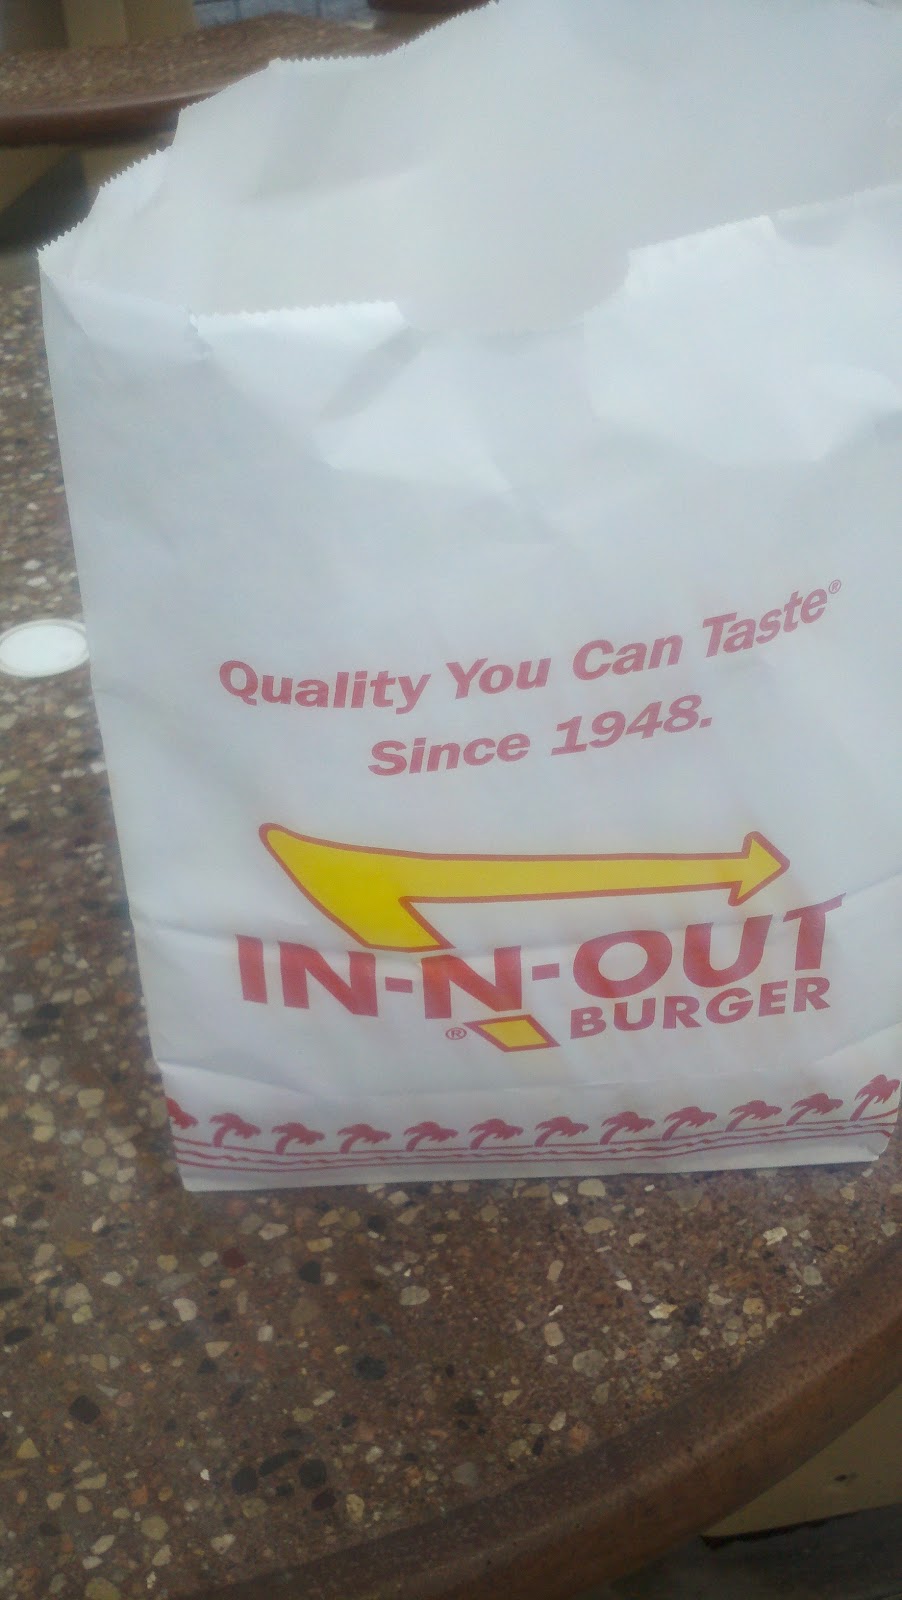 Quality You Can Taste®
Since 1948.
IN-N-OUT
® BURGER